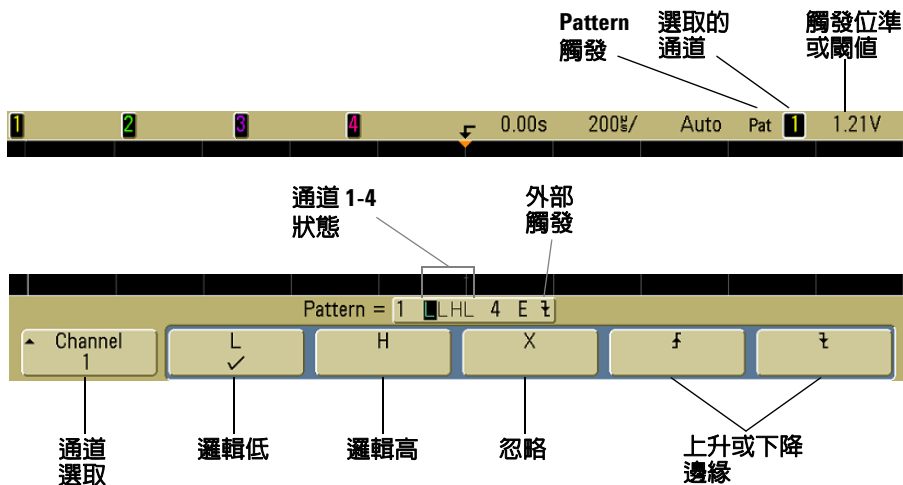 Pattern 觸發
選取的通道
觸發位準或閾值
1 2 3 4 0.00s 200㎲/ Auto Pat 1 1.21V
通道 1-4 狀態
外部觸發
Pattern = 1 LLHL 4 E
Channel 1
L
H
X
通道選取
邏輯低
邏輯高
忽略
上升或下降邊緣